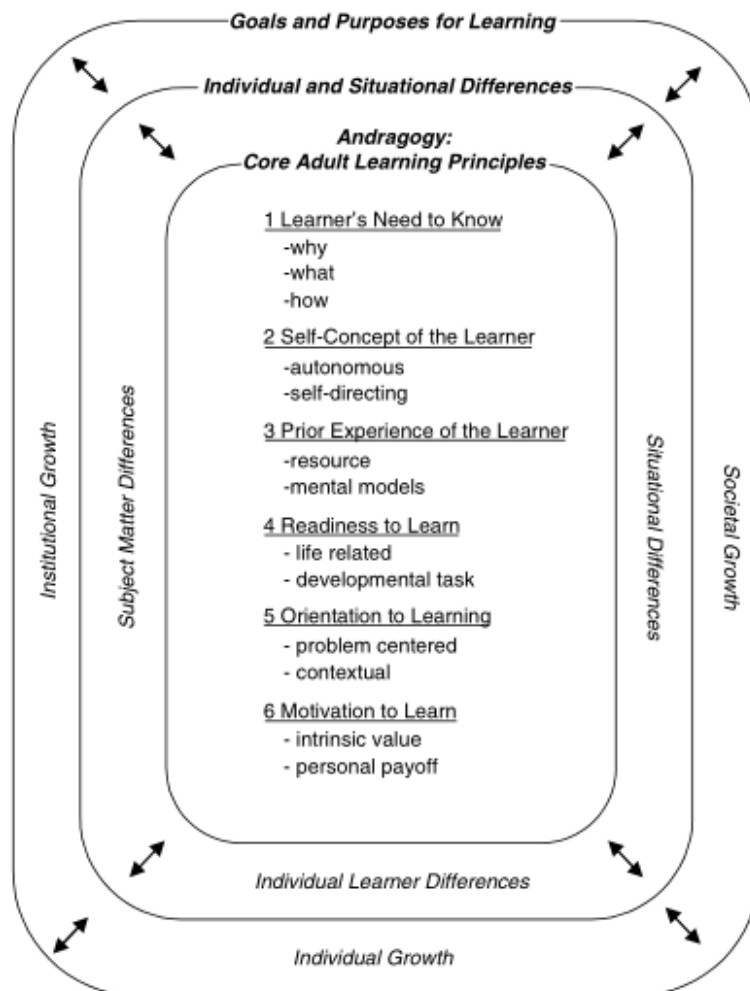 Goals and Purposes for Learning
Individual and Situational Differences
Andragogy:
Core Adult Learning Principles
1 Learner's Need to Know
-why
-what
-how
2 Self-Concept of the Learner
-autonomous
-self-directing
3 Prior Experience of the Learner
-resource
-mental models
4 Readiness to Learn
- life related
- developmental task
5 Orientation to Learning
- problem centered
- contextual
6 Motivation to Learn
- intrinsic value
- personal payoff
Institutional Growth
Subject Matter Differences
Situational Differences
Societal Growth
Individual Learner Differences
Individual Growth